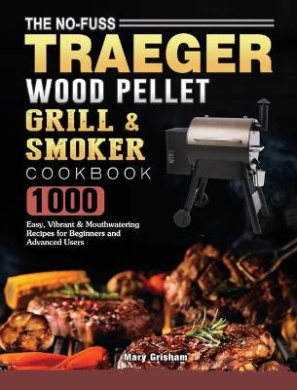 THE NO-FUSS
TRAEGER
WOOD PELLET
GRILL &
SMOKER
COOKBOOK
1000
Easy, Vibrant & Mouthwatering
Recipes for Beginners and
Advanced Users
Mary Grisham